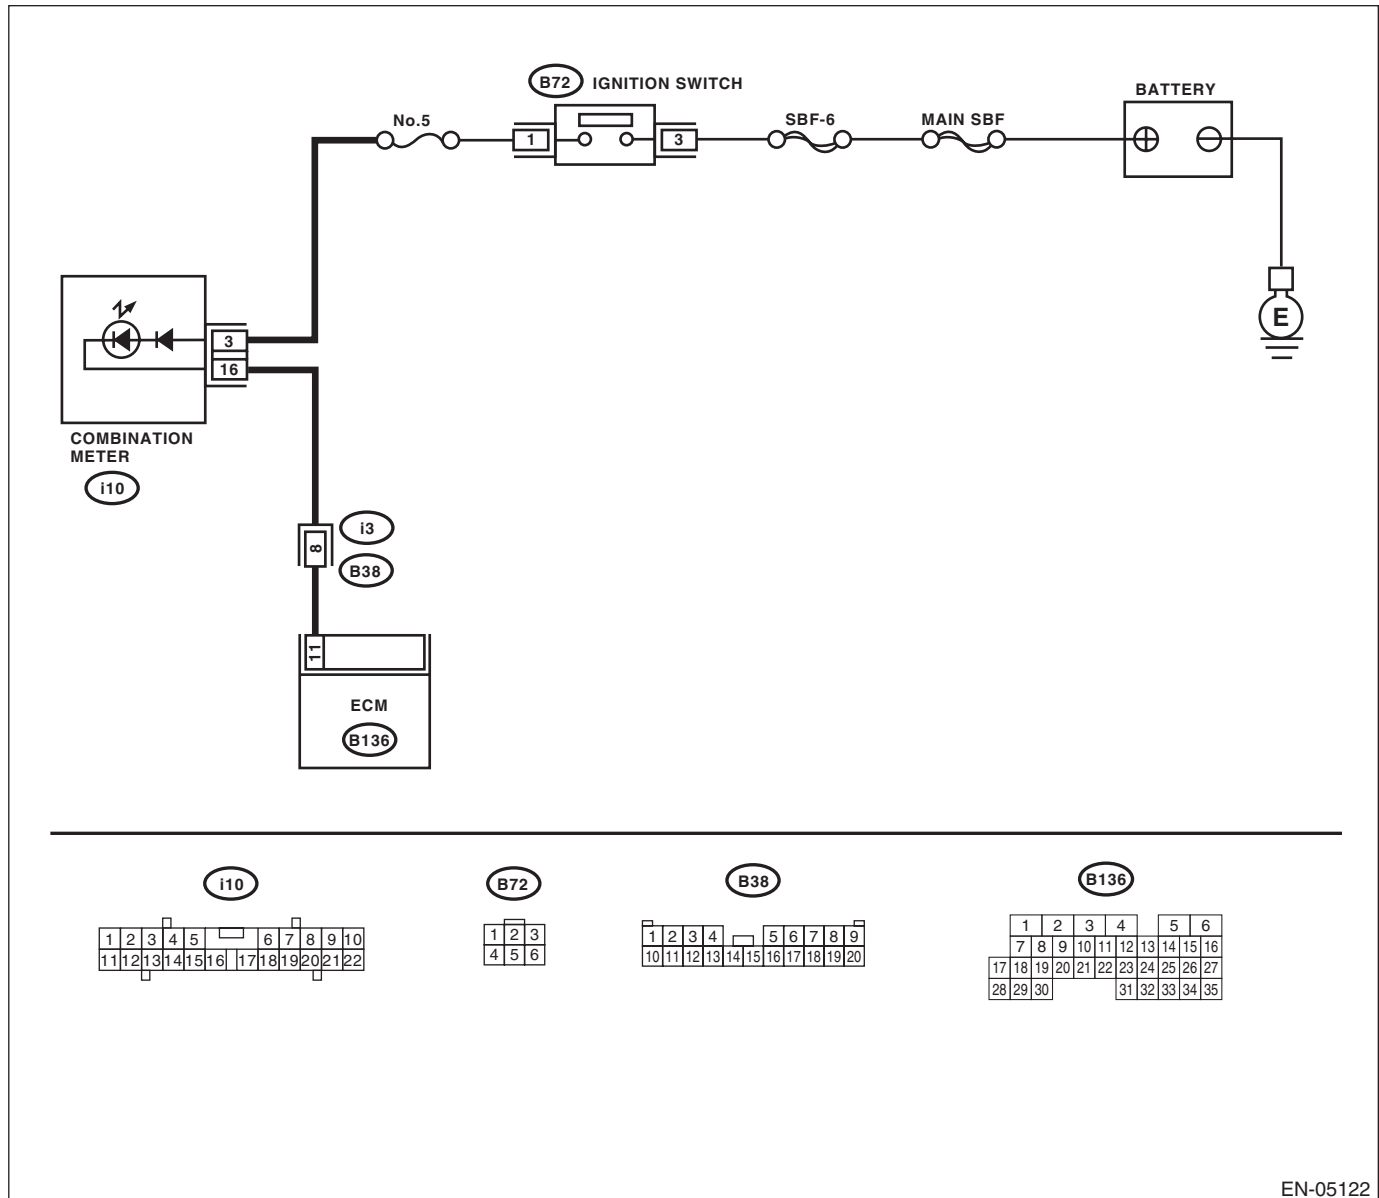 B72 IGNITION SWITCH
BATTERY
No.5
SBF-6
MAIN SBF
1
3
E
3
16
COMBINATION
METER
i10
i3
8
B38
11
ECM
B136
i10
B72
B38
B136
1 2 3 4 5 6 7 8 9 10
11 12 13 14 15 16 17 18 19 20 21 22
1 2 3
4 5 6
1 2 3 4 5 6 7 8 9
10 11 12 13 14 15 16 17 18 19 20
1 2 3 4 5 6
7 8 9 10 11 12 13 14 15 16
17 18 19 20 21 22 23 24 25 26 27
28 29 30 31 32 33 34 35
EN-05122